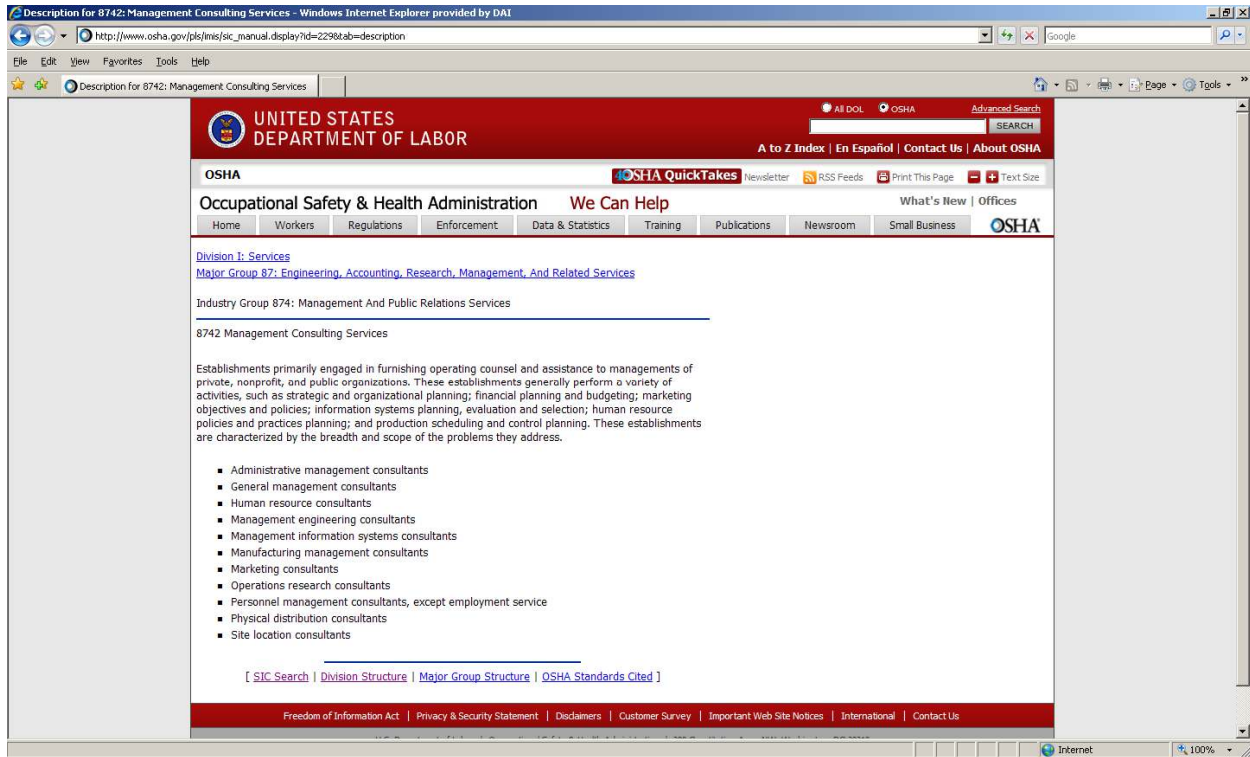 Description for 8742: Management Consulting Services - Windows Internet Explorer provided by DAI
http://www.osha.gov/pls/imis/sic_manual.display?id=229&tab=description
Google
File Edit View Favorites Tools Help
Description for 8742: Management Consulting Services
Page Tools
UNITED STATES
DEPARTMENT OF LABOR
All DOL OSHA Advanced Search
SEARCH
A to Z Index | En Español | Contact Us | About OSHA
OSHA
OSHA QuickTakes Newsletter RSS Feeds Print This Page Text Size
Occupational Safety & Health Administration We Can Help
What's New | Offices
Home Workers Regulations Enforcement Data & Statistics Training Publications Newsroom Small Business OSHA
Division I: Services
Major Group 87: Engineering, Accounting, Research, Management, And Related Services
Industry Group 874: Management And Public Relations Services
8742 Management Consulting Services
Establishments primarily engaged in furnishing operating counsel and assistance to managements of
private, nonprofit, and public organizations. These establishments generally perform a variety of
activities, such as strategic and organizational planning; financial planning and budgeting; marketing
objectives and policies; information systems planning, evaluation and selection; human resource
policies and practices planning; and production scheduling and control planning. These establishments
are characterized by the breadth and scope of the problems they address.
▪ Administrative management consultants
▪ General management consultants
▪ Human resource consultants
▪ Management engineering consultants
▪ Management information systems consultants
▪ Manufacturing management consultants
▪ Marketing consultants
▪ Operations research consultants
▪ Personnel management consultants, except employment service
▪ Physical distribution consultants
▪ Site location consultants
[ SIC Search | Division Structure | Major Group Structure | OSHA Standards Cited ]
Freedom of Information Act | Privacy & Security Statement | Disclaimers | Customer Survey | Important Web Site Notices | International | Contact Us
Internet 100%